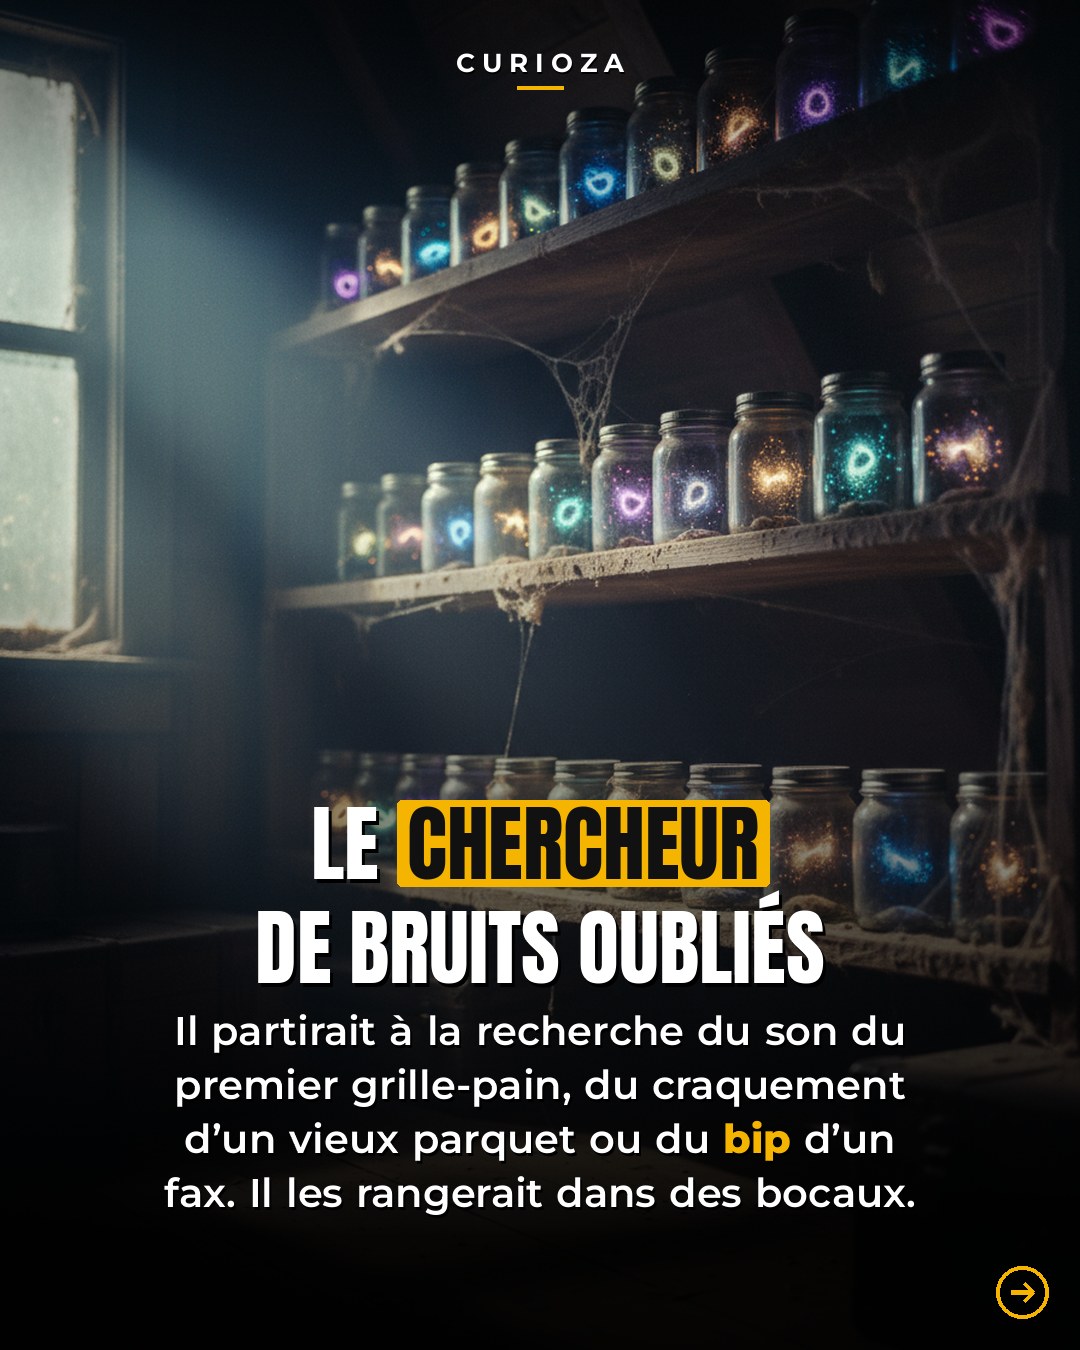 CURIOZA
LE CHERCHEUR
DE BRUITS OUBLIÉS
Il partirait à la recherche du son du
premier grille-pain, du craquement
d’un vieux parquet ou du bip d’un
fax. Il les rangerait dans des bocaux.